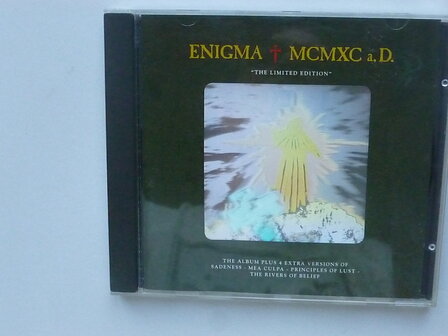 ENIGMA † MCMXC a.D.
"THE LIMITED EDITION"
THE ALBUM PLUS 4 EXTRA VERSIONS OF
SADENESS - MEA CULPA - PRINCIPLES OF LUST -
THE RIVERS OF BELIEF